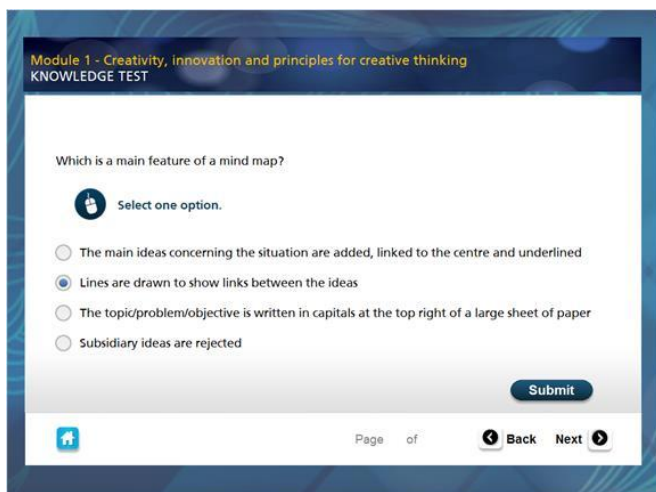 Module 1 - Creativity, innovation and principles for creative thinking
KNOWLEDGE TEST
Which is a main feature of a mind map?
Select one option.
The main ideas concerning the situation are added, linked to the centre and underlined
Lines are drawn to show links between the ideas
The topic/problem/objective is written in capitals at the top right of a large sheet of paper
Subsidiary ideas are rejected
Submit
Page of Back Next